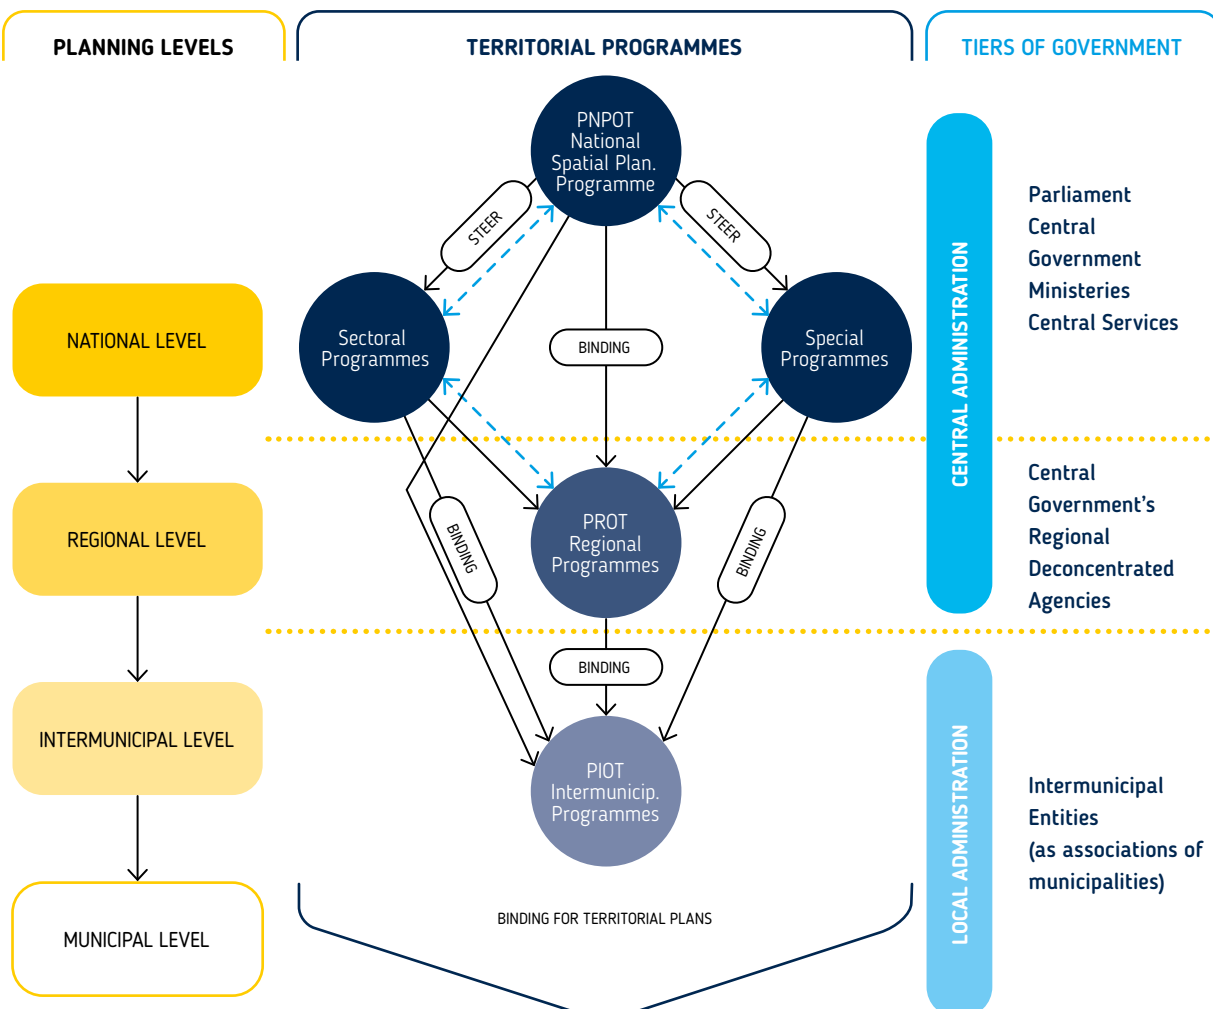 PLANNING LEVELS
TERRITORIAL PROGRAMMES
TIERS OF GOVERNMENT
PNPOT
National
Spatial Plan.
Programme
STEER
STEER
Sectoral
Programmes
BINDING
Special
Programmes
NATIONAL LEVEL
CENTRAL ADMINISTRATION
Parliament
Central
Government
Ministeries
Central Services
REGIONAL LEVEL
BINDING
PROT
Regional
Programmes
BINDING
Central
Government’s
Regional
Deconcentrated
Agencies
BINDING
INTERMUNICIPAL LEVEL
PIOT
Intermunicip.
Programmes
LOCAL ADMINISTRATION
Intermunicipal
Entities
(as associations of
municipalities)
MUNICIPAL LEVEL
BINDING FOR TERRITORIAL PLANS